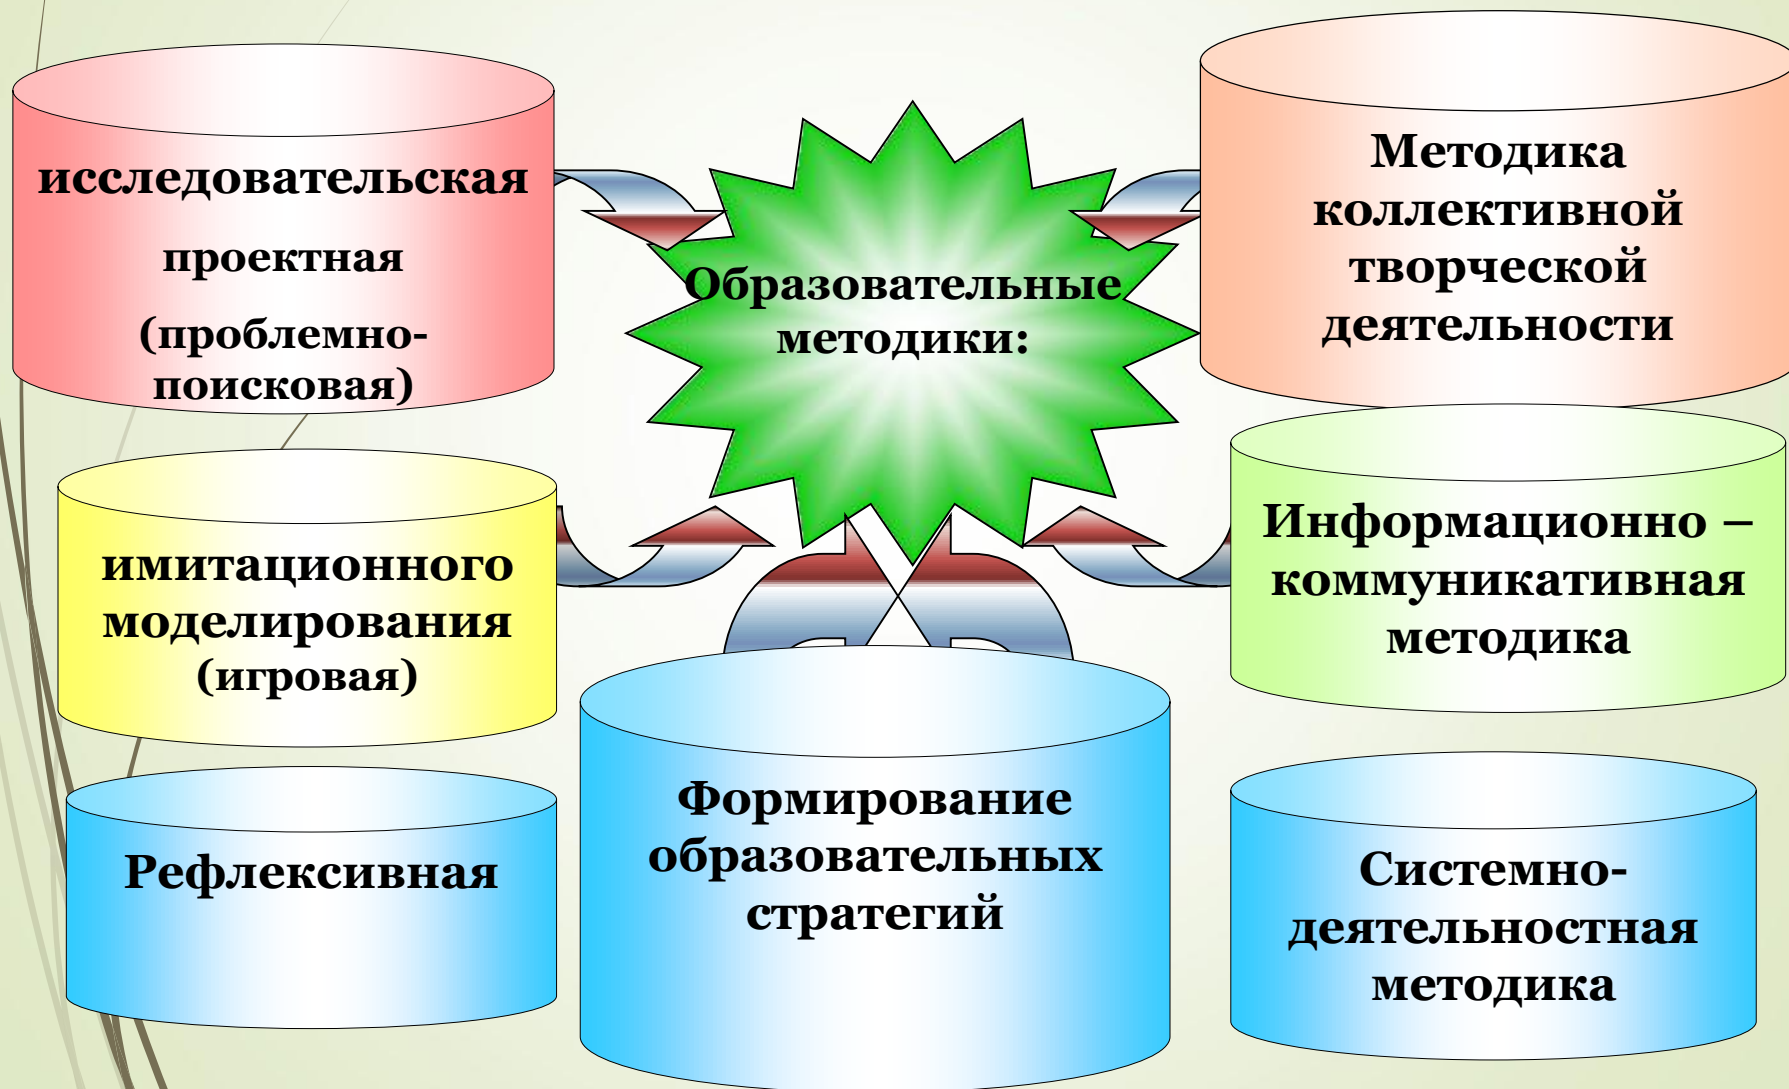 исследовательская
проектная
(проблемно-
поисковая)
Образовательные
методики:
Методика
коллективной
творческой
деятельности
имитационного
моделирования
(игровая)
Информационно –
коммуникативная
методика
Рефлексивная
Формирование
образовательных
стратегий
Системно-
деятельностная
методика